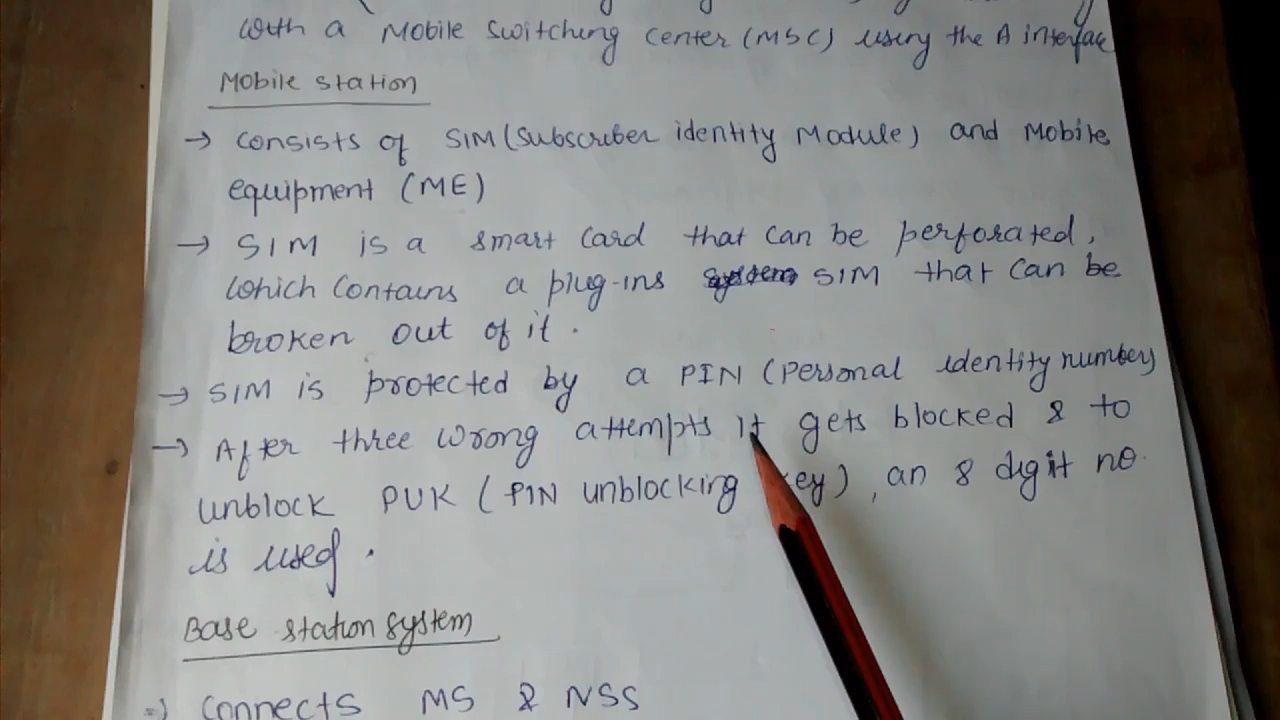 with a Mobile Switching Center (MSC) using the A interface
Mobile station
→ Consists of SIM (Subscriber identity Module) and Mobile
equipment (ME)
→ SIM is a smart Card that can be perforated,
which contains a plug-ins SIM that can be
broken out of it.
→ SIM is protected by a PIN (Personal identity number)
→ After three wrong attempts it gets blocked & to
unblock PUK (PIN unblocking key), an 8 digit no.
is used.
Base station system
→ Connects MS & NSS